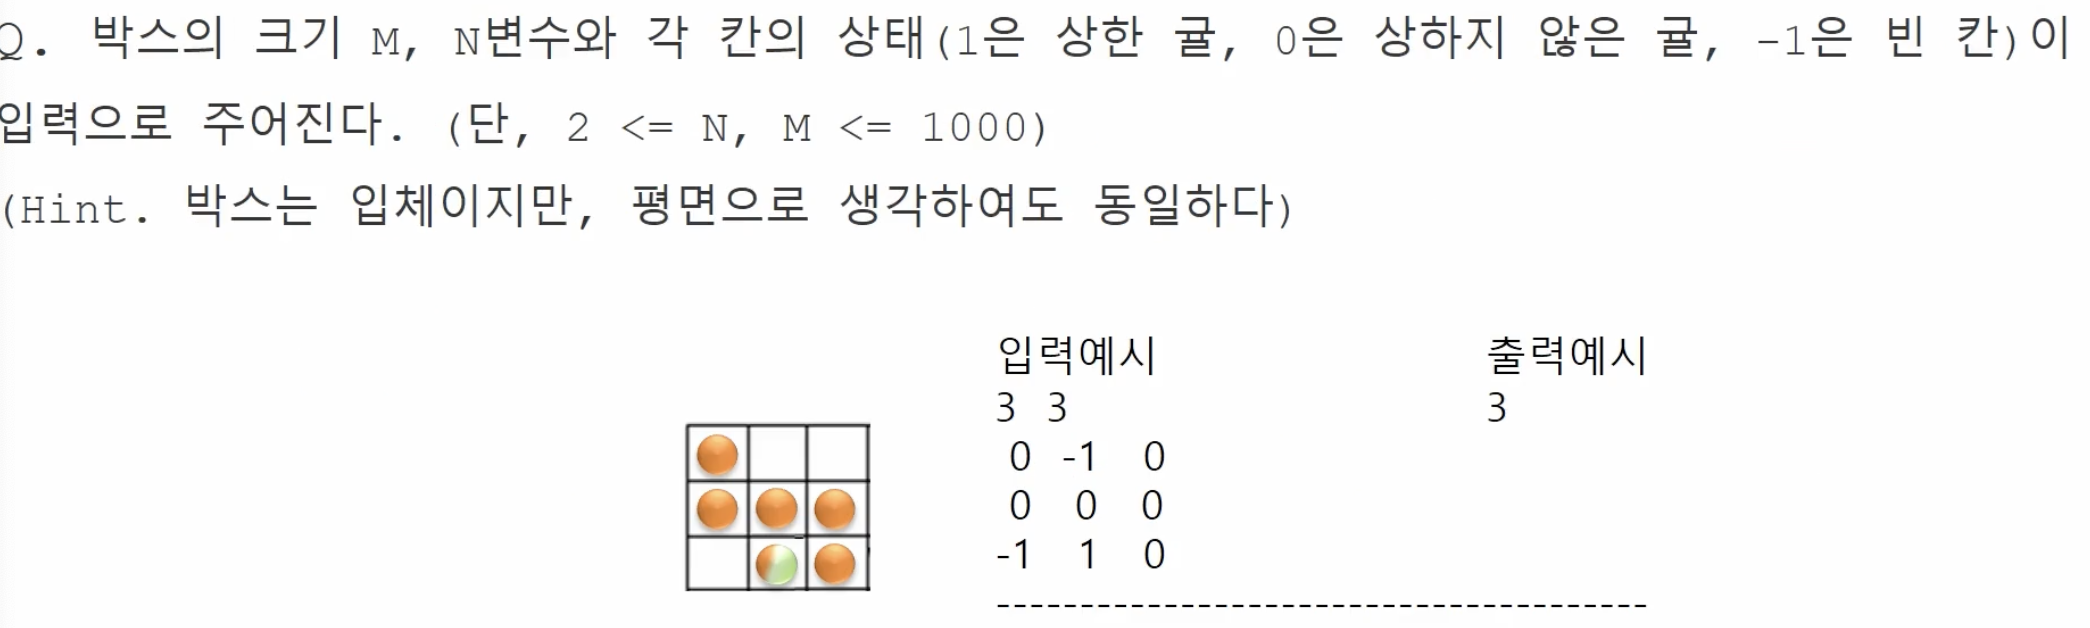 Q. 박스의 크기 M, N변수와 각 칸의 상태(1은 상한 귤, 0은 상하지 않은 귤, -1은 빈 칸)이
입력으로 주어진다. (단, 2 <= N, M <= 1000)
(Hint. 박스는 입체이지만, 평면으로 생각하여도 동일하다)
입력예시 출력예시
3 3 3
0 -1 0
0 0 0
-1 1 0
---------------------------------------